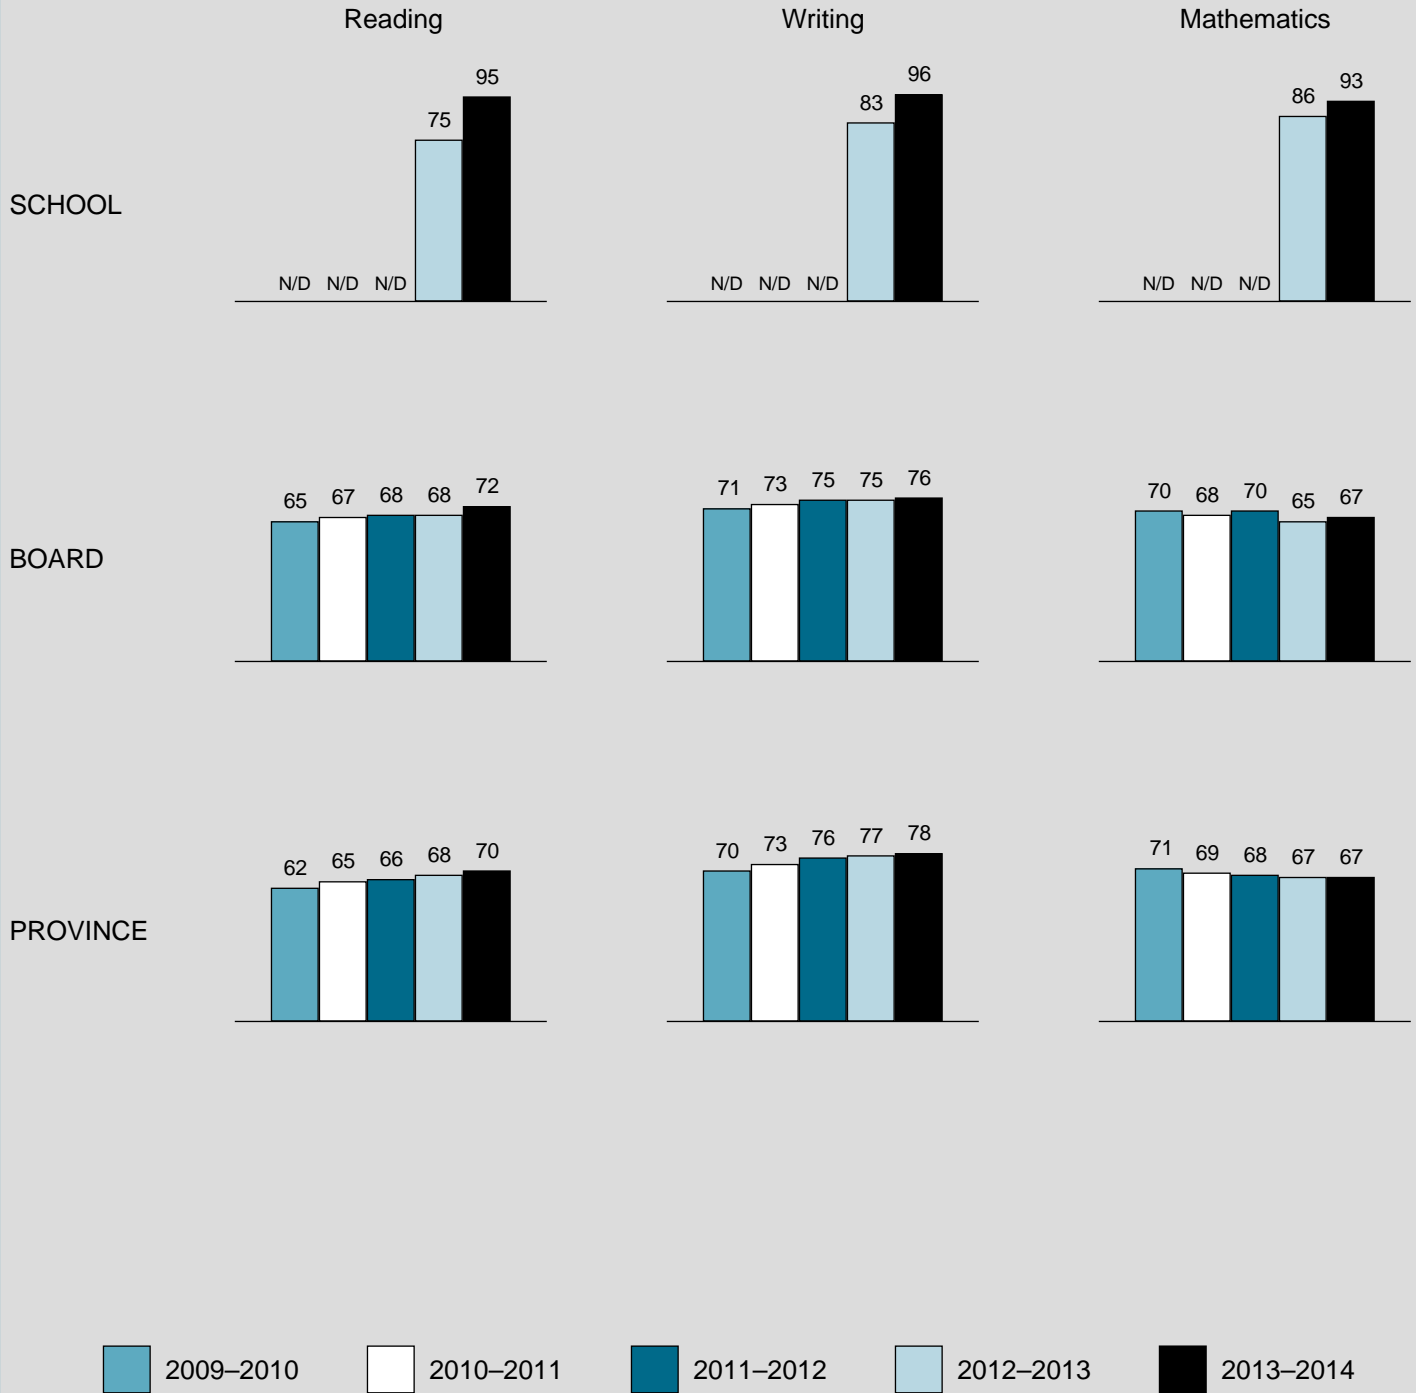 Reading Writing Mathematics
SCHOOL
75 95
N/D N/D N/D
83 96
N/D N/D N/D
86 93
N/D N/D N/D
BOARD
65 67 68 68 72
71 73 75 75 76
70 68 70 65 67
PROVINCE
62 65 66 68 70
70 73 76 77 78
71 69 68 67 67
2009–2010 2010–2011 2011–2012 2012–2013 2013–2014